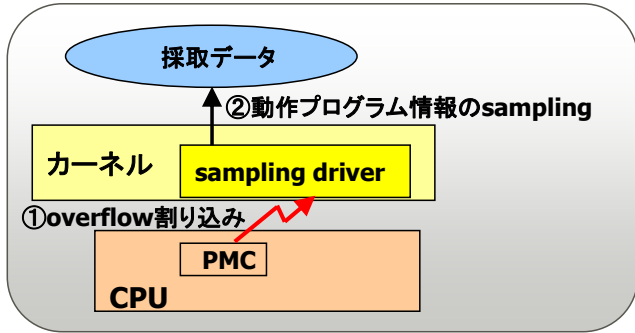 採取データ
②動作プログラム情報のsampling
カーネル
sampling driver
①overflow割り込み
PMC
CPU